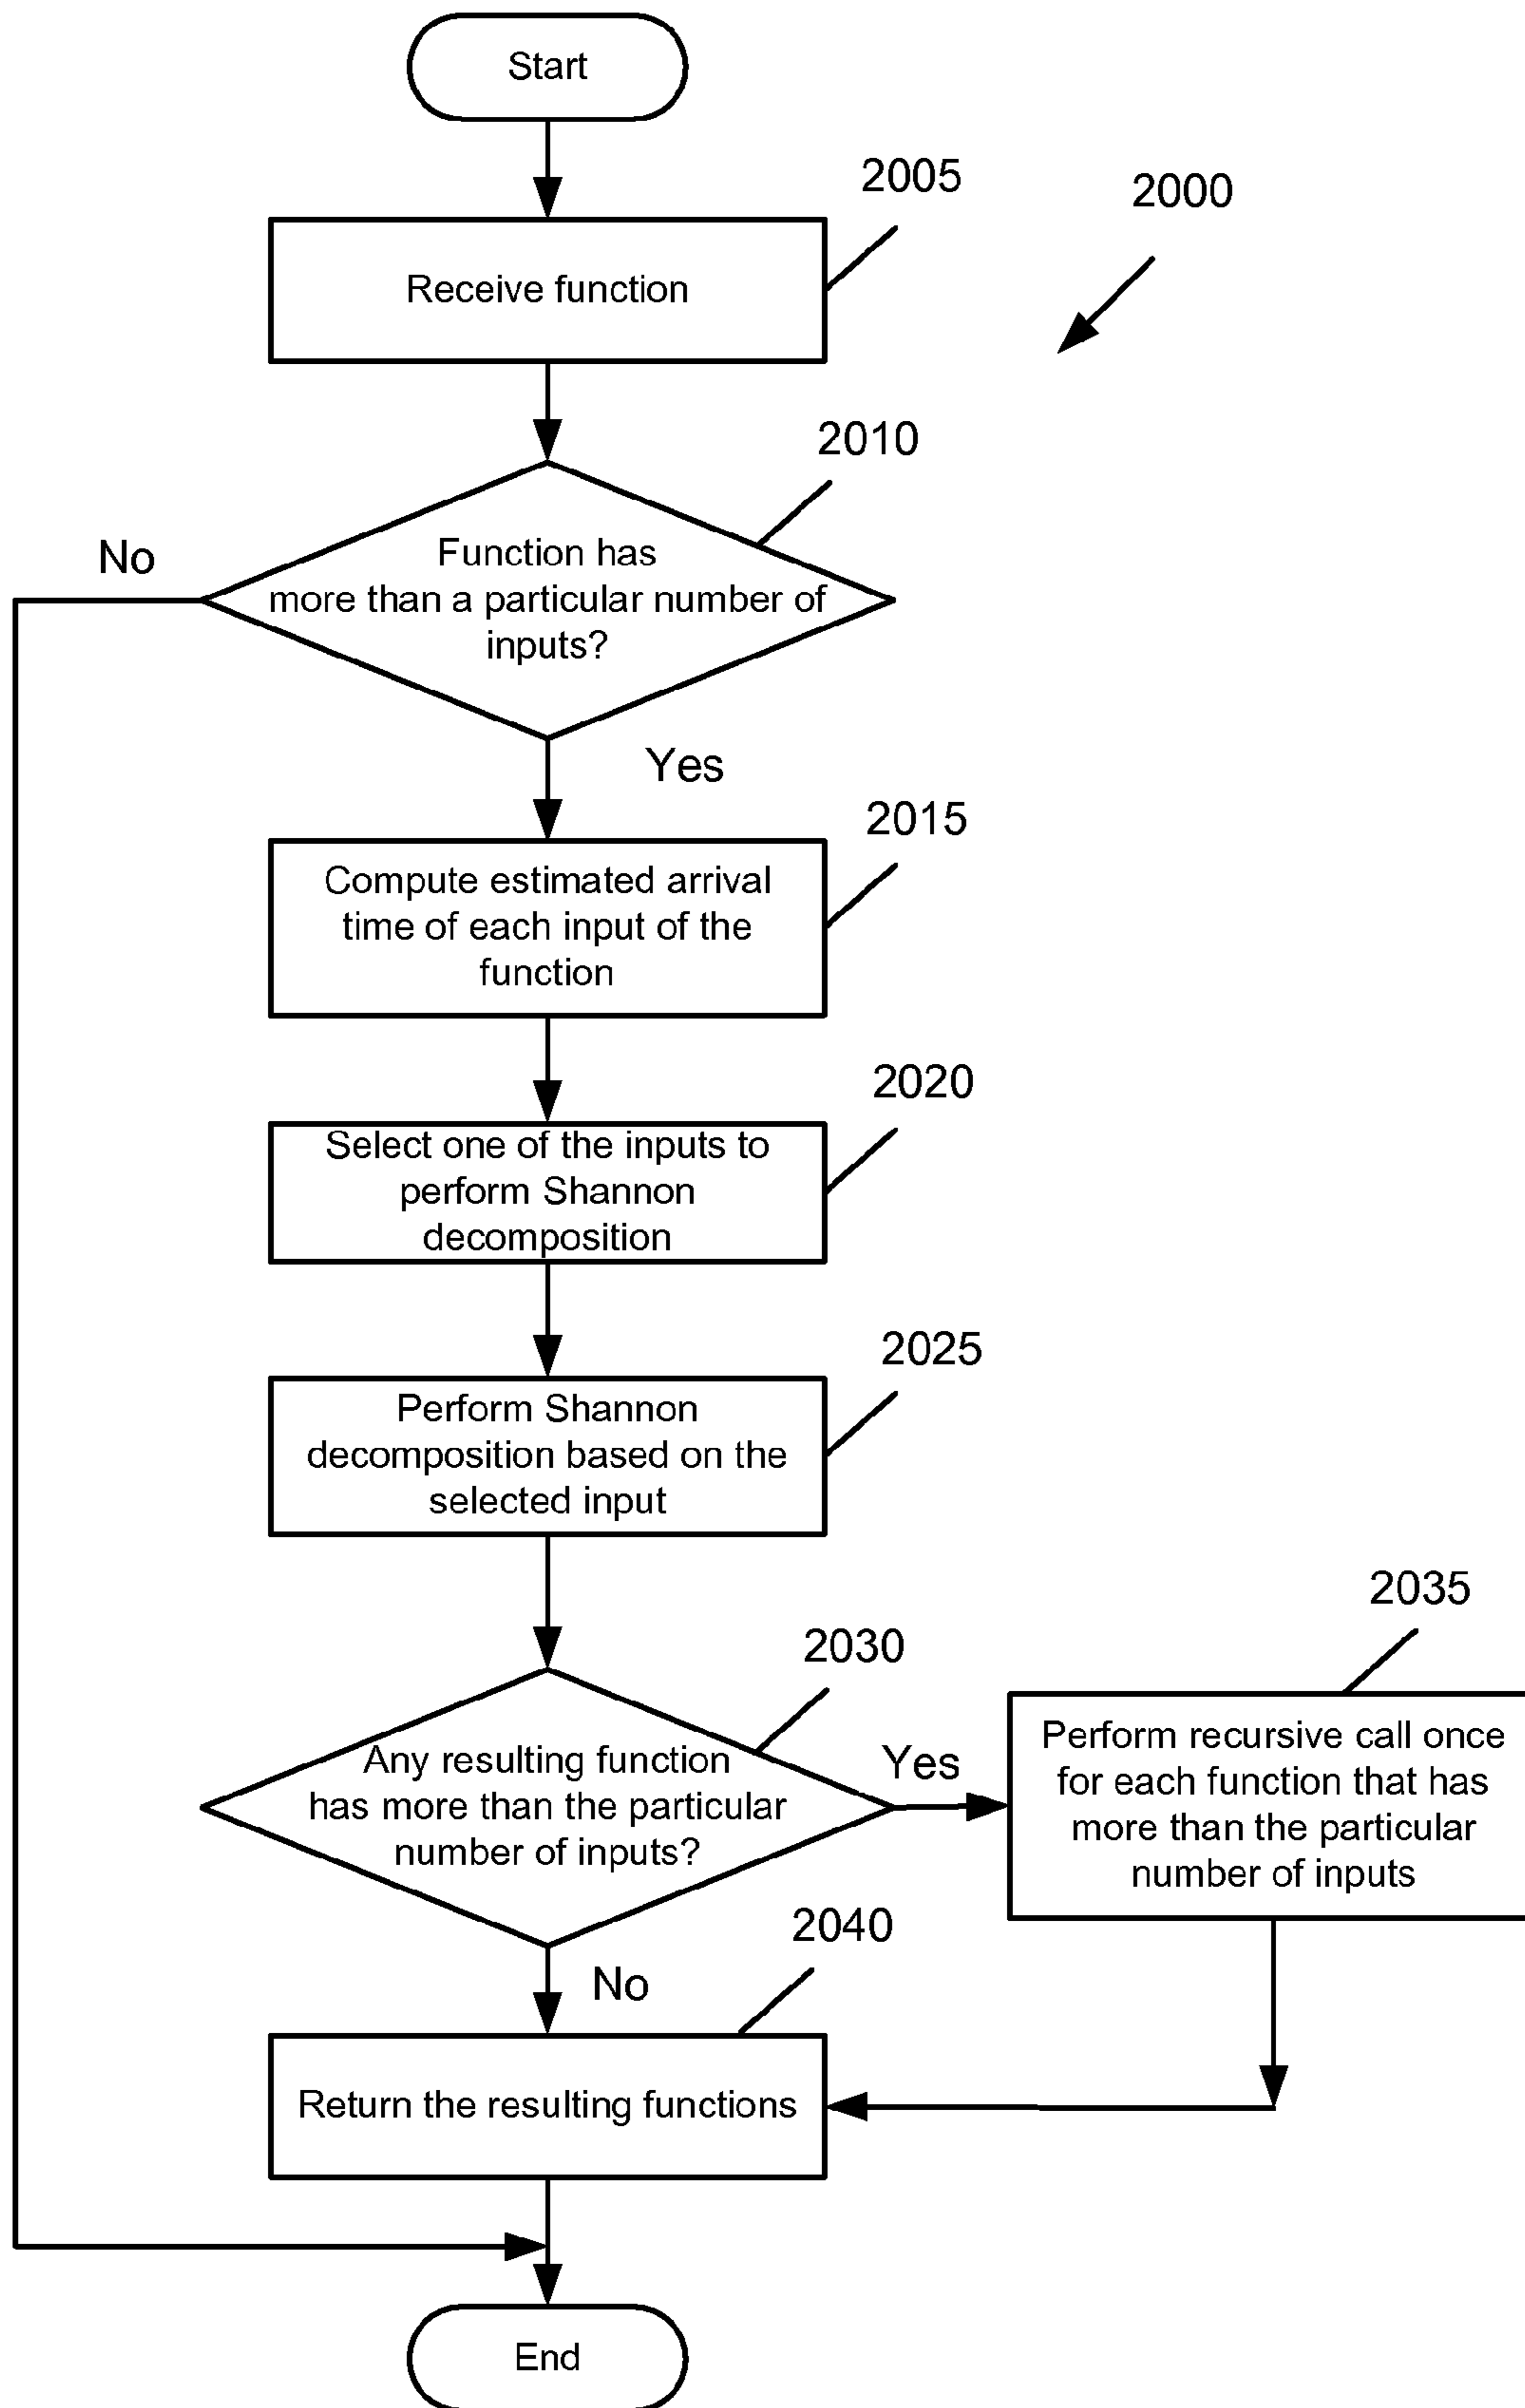 Start
2005
2000
Receive function
2010
No
Function has
more than a particular number of
inputs?
Yes
2015
Compute estimated arrival
time of each input of the
function
2020
Select one of the inputs to
perform Shannon
decomposition
2025
Perform Shannon
decomposition based on the
selected input
2035
2030
Any resulting function
has more than the particular
number of inputs?
Yes
Perform recursive call once
for each function that has
more than the particular
number of inputs
2040
No
Return the resulting functions
End